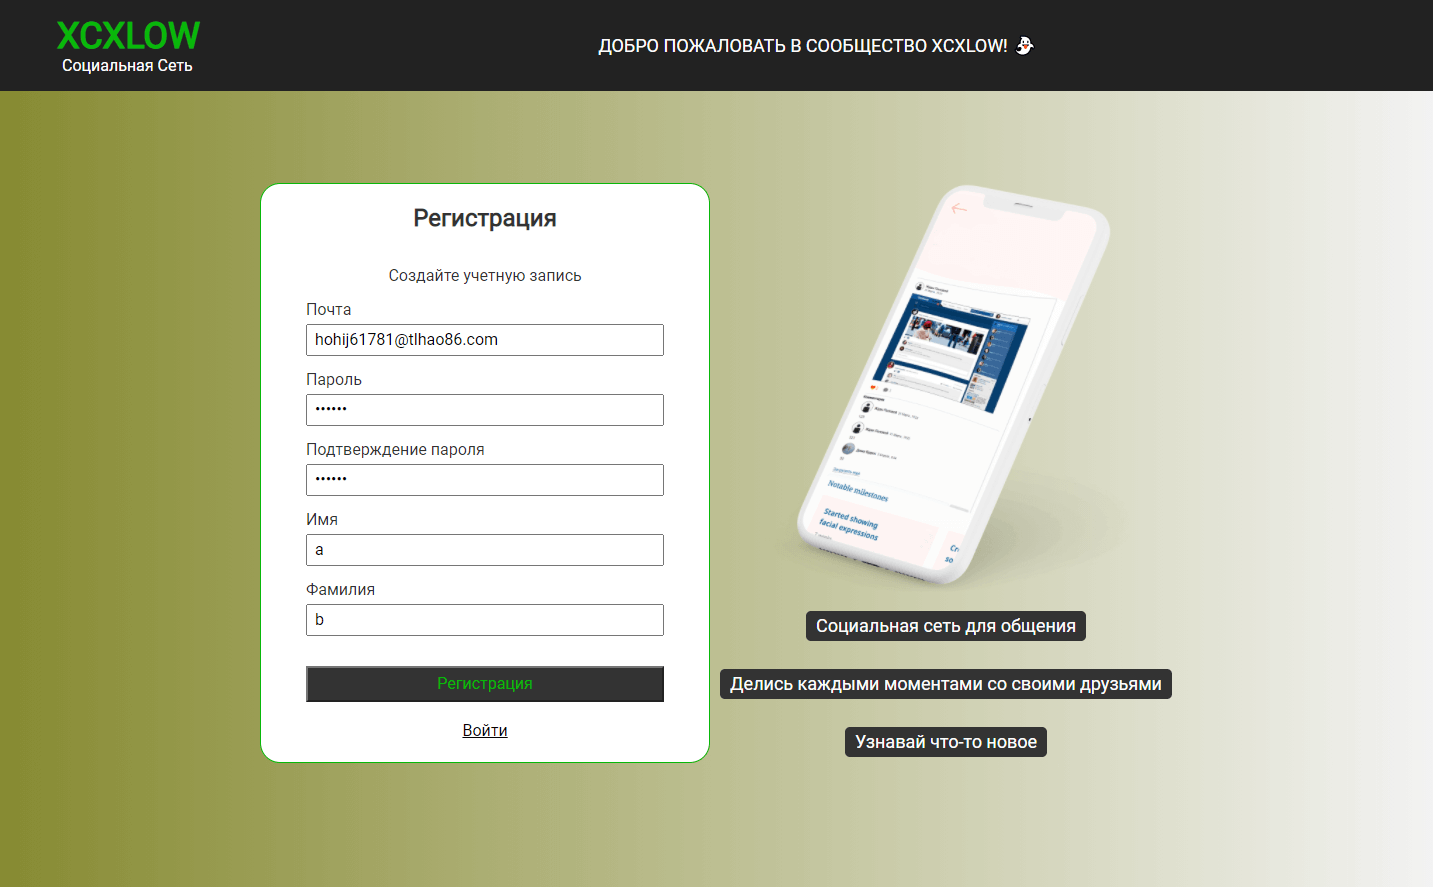 XCXLOW
Социальная Сеть
ДОБРО ПОЖАЛОВАТЬ В СООБЩЕСТВО XCXLOW!
Регистрация
Создайте учетную запись
Почта
hohij61781@tlhao86.com
Пароль
••••••
Подтверждение пароля
••••••
Имя
a
Фамилия
b
Регистрация
Войти
Notable milestones
Started showing
facial expressions
Социальная сеть для общения
Делись каждыми моментами со своими друзьями
Узнавай что-то новое